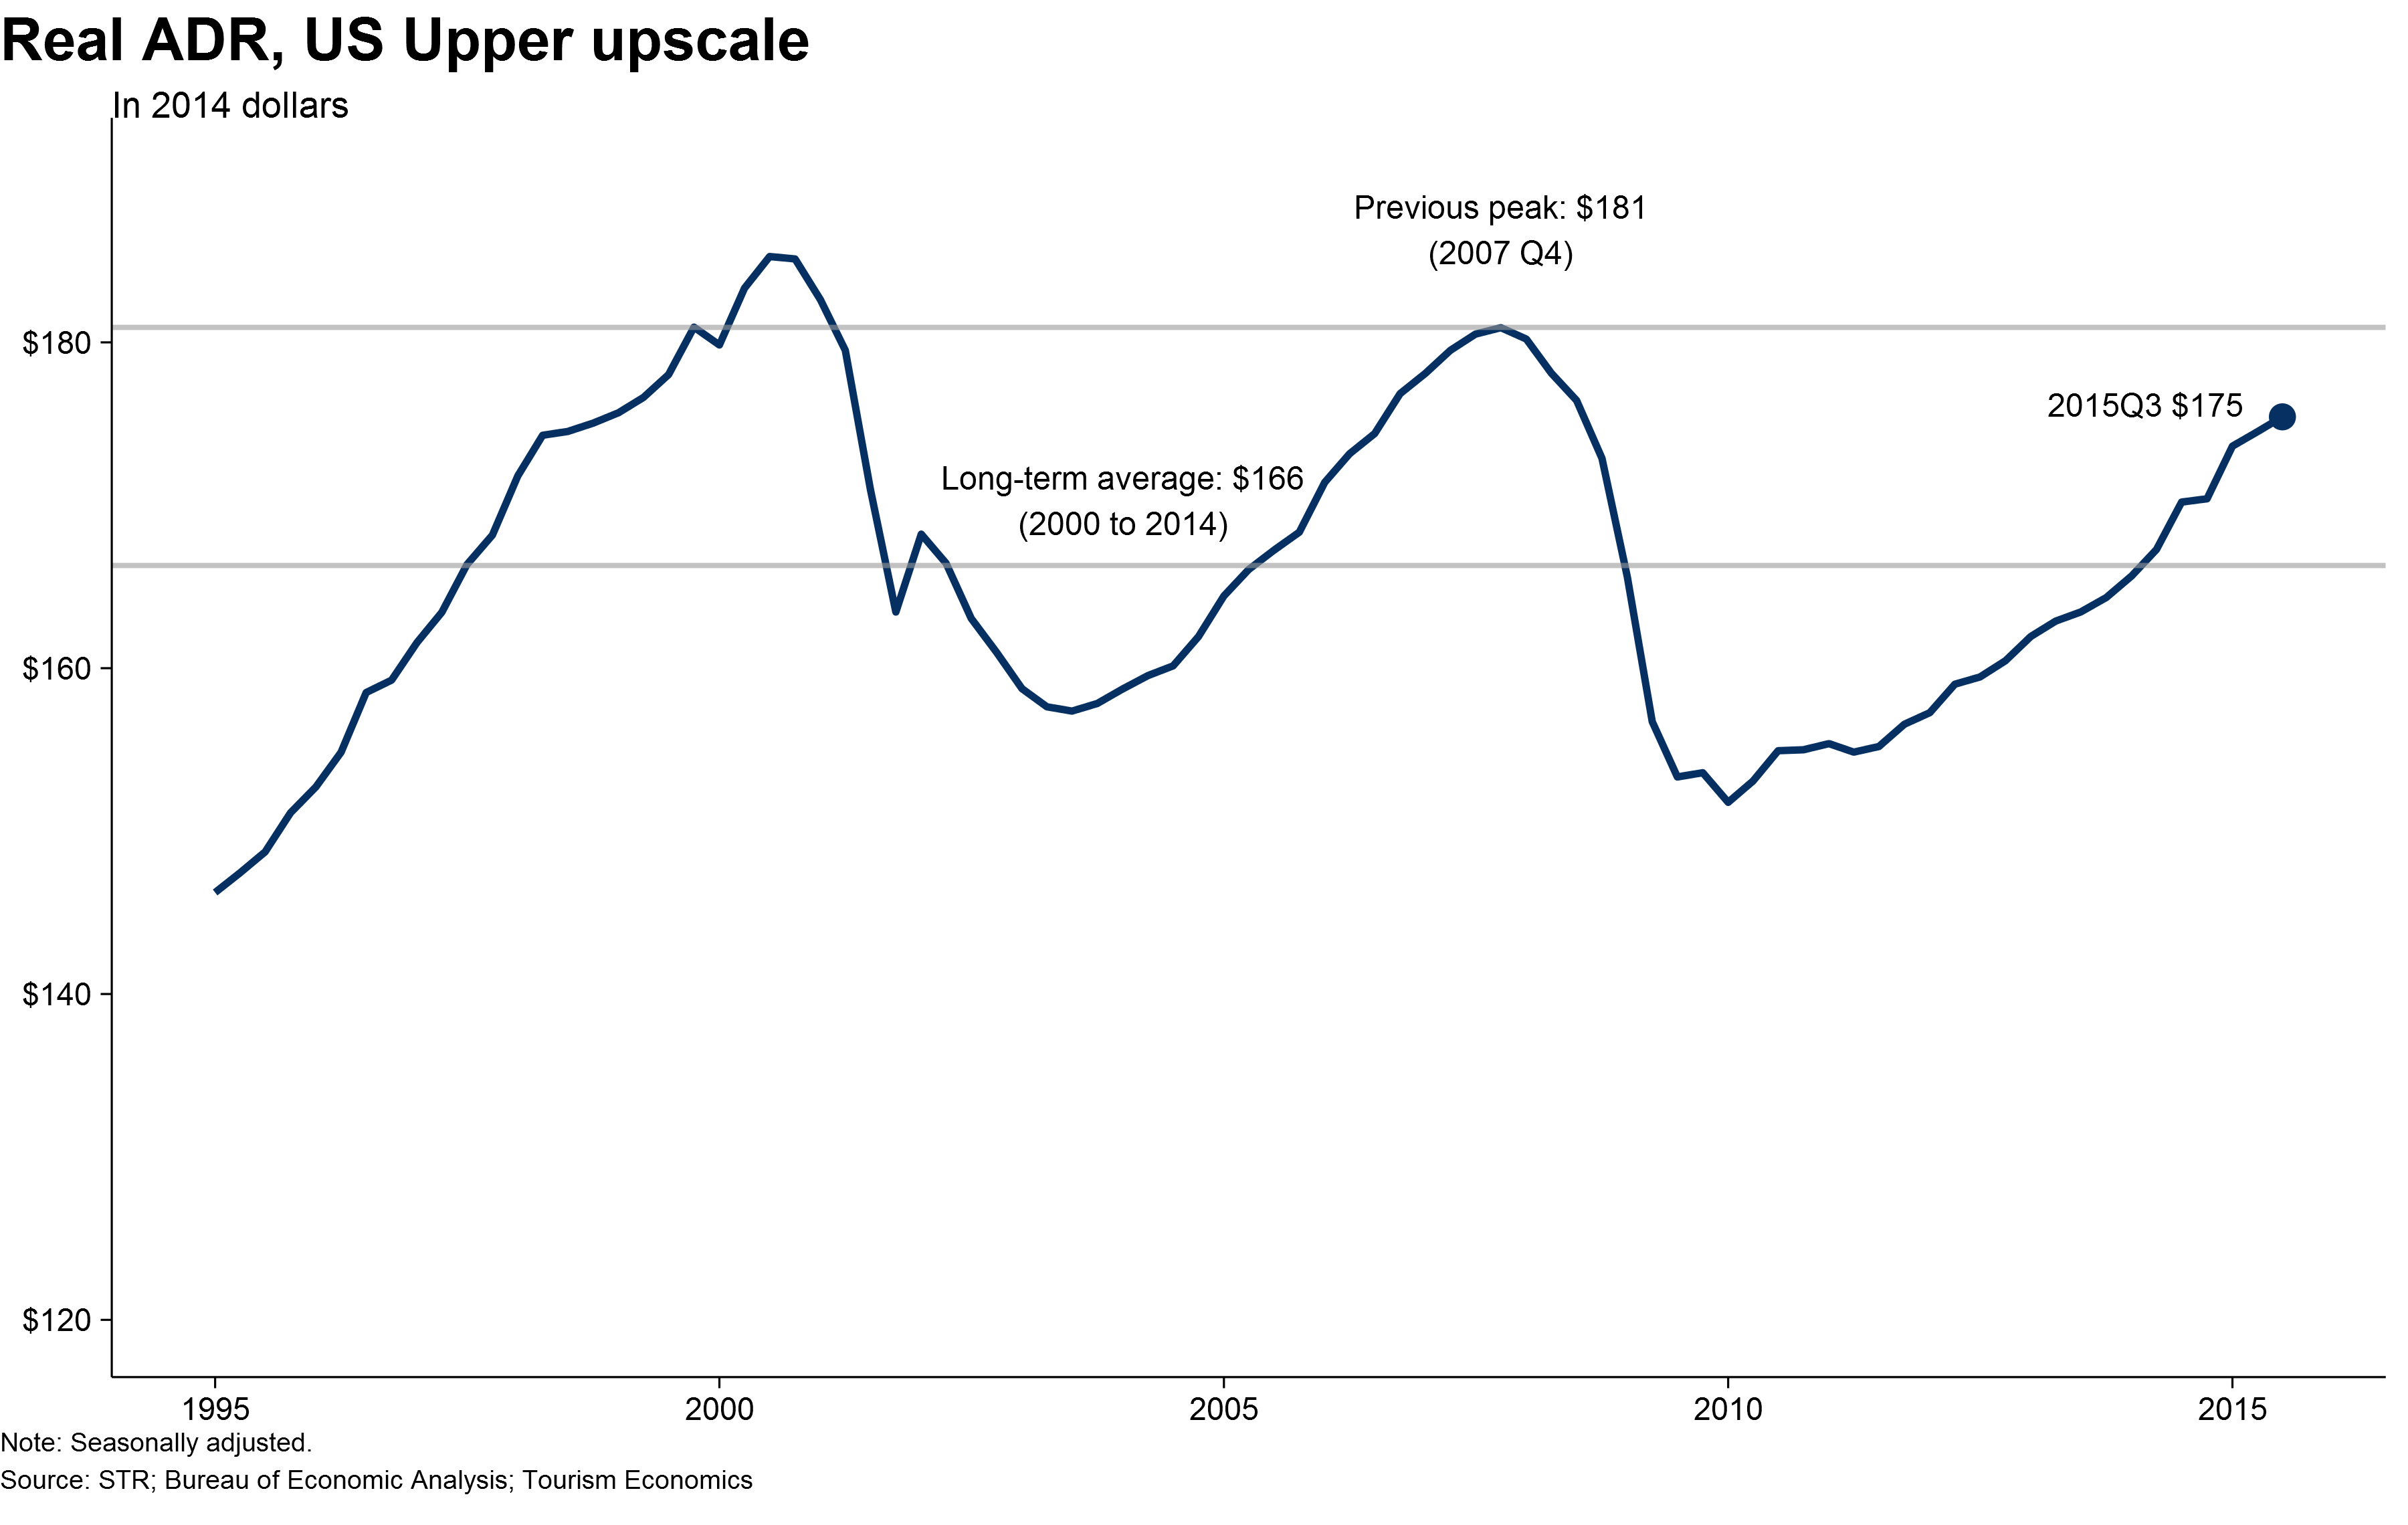 Real ADR, US Upper upscale
In 2014 dollars
Previous peak: $181
(2007 Q4)
$180
2015Q3 $175
Long-term average: $166
(2000 to 2014)
$160
$140
$120
1995 2000 2005 2010 2015
Note: Seasonally adjusted.
Source: STR; Bureau of Economic Analysis; Tourism Economics